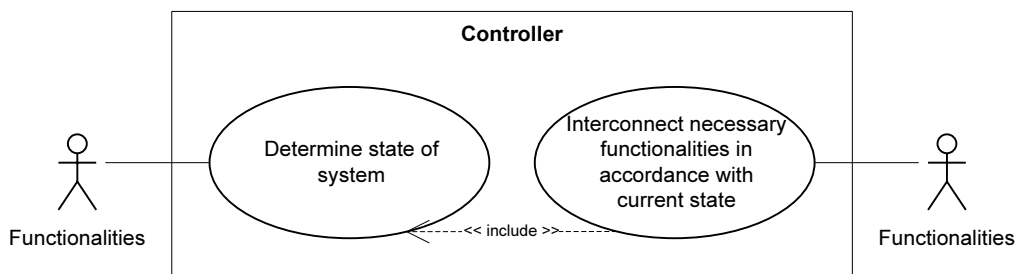 Controller
Determine state of
system
Interconnect necessary
functionalities in
accordance with
current state
<< include >>
Functionalities
Functionalities